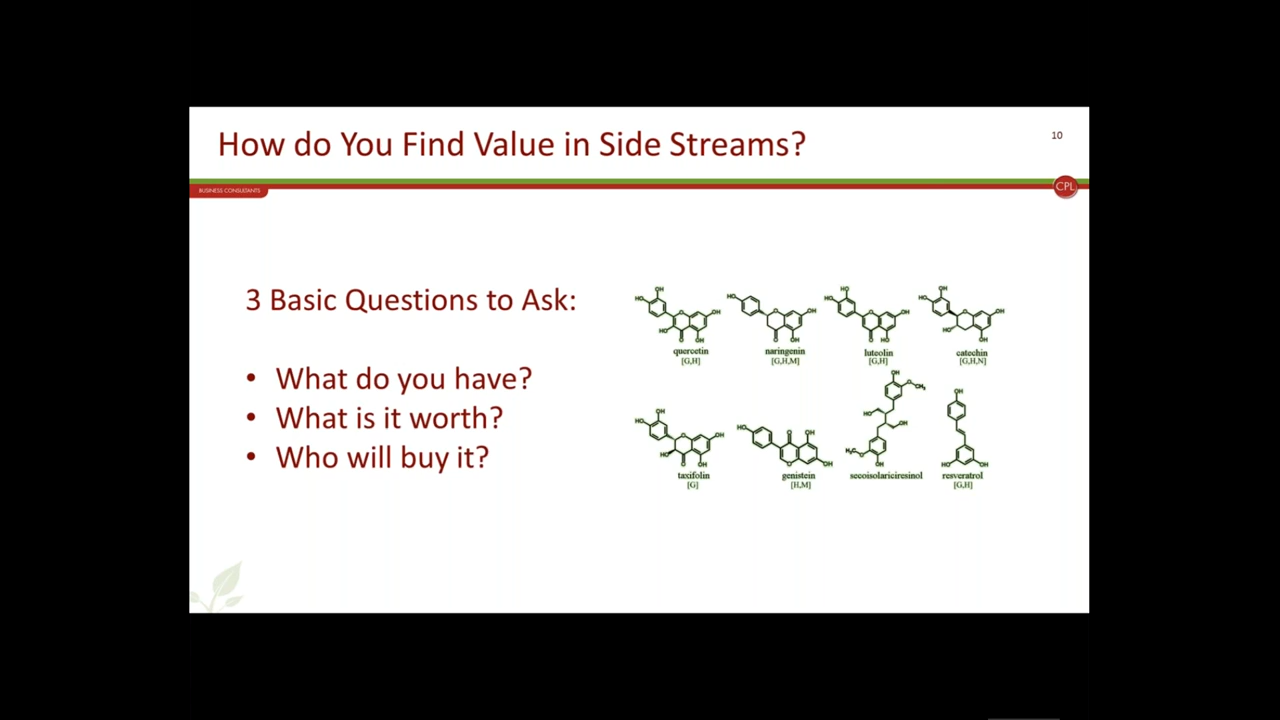 How do You Find Value in Side Streams?
10
BUSINESS CONSULTANTS
CPL
3 Basic Questions to Ask:
• What do you have?
• What is it worth?
• Who will buy it?
quercetin
[G,H]
naringenin
[G,H,M]
luteolin
[G,H]
catechin
[G,H,N]
taxifolin
[G]
genistein
[H,M]
secoisolariciresinol
resveratrol
[G,H]